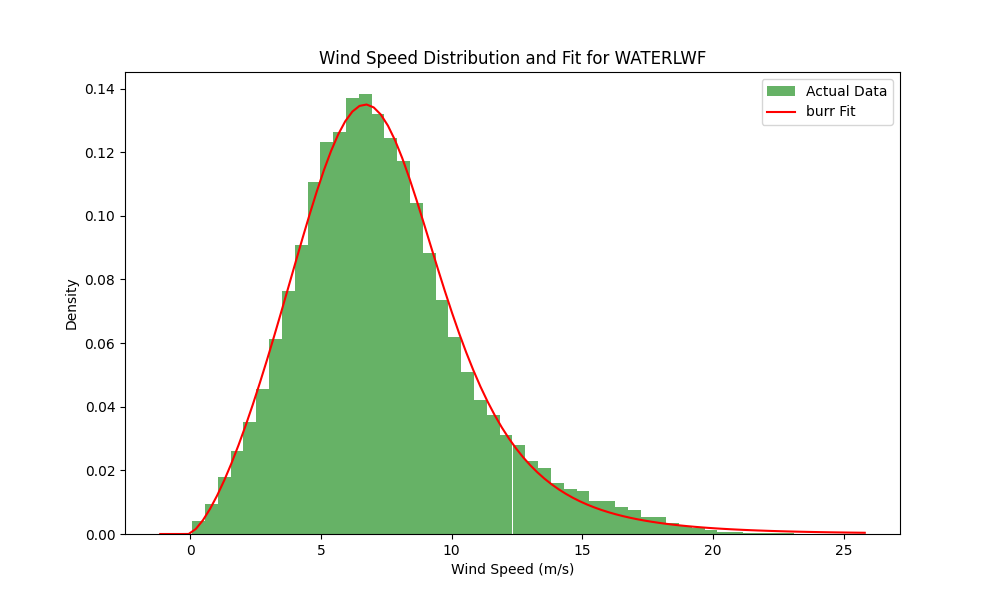 Wind Speed Distribution and Fit for WATERLWF
Actual Data
burr Fit
0.14
0.12
0.10
0.08
0.06
0.04
0.02
0.00
Density
0 5 10 15 20 25
Wind Speed (m/s)